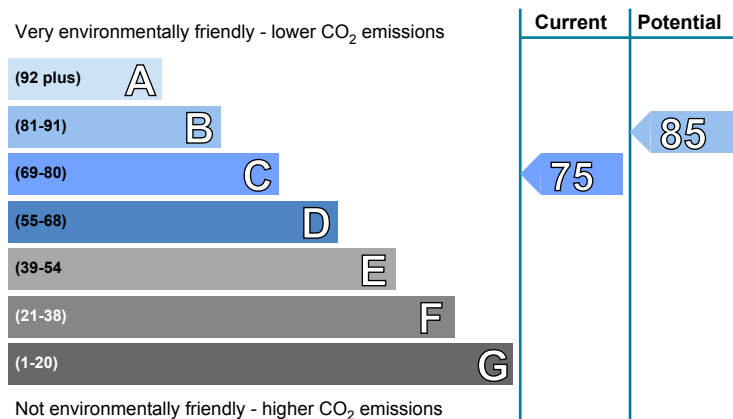 Very environmentally friendly - lower CO₂ emissions
Current
Potential
(92 plus) A
(81-91) B
85
(69-80) C
75
(55-68) D
(39-54 E
(21-38) F
(1-20) G
Not environmentally friendly - higher CO₂ emissions